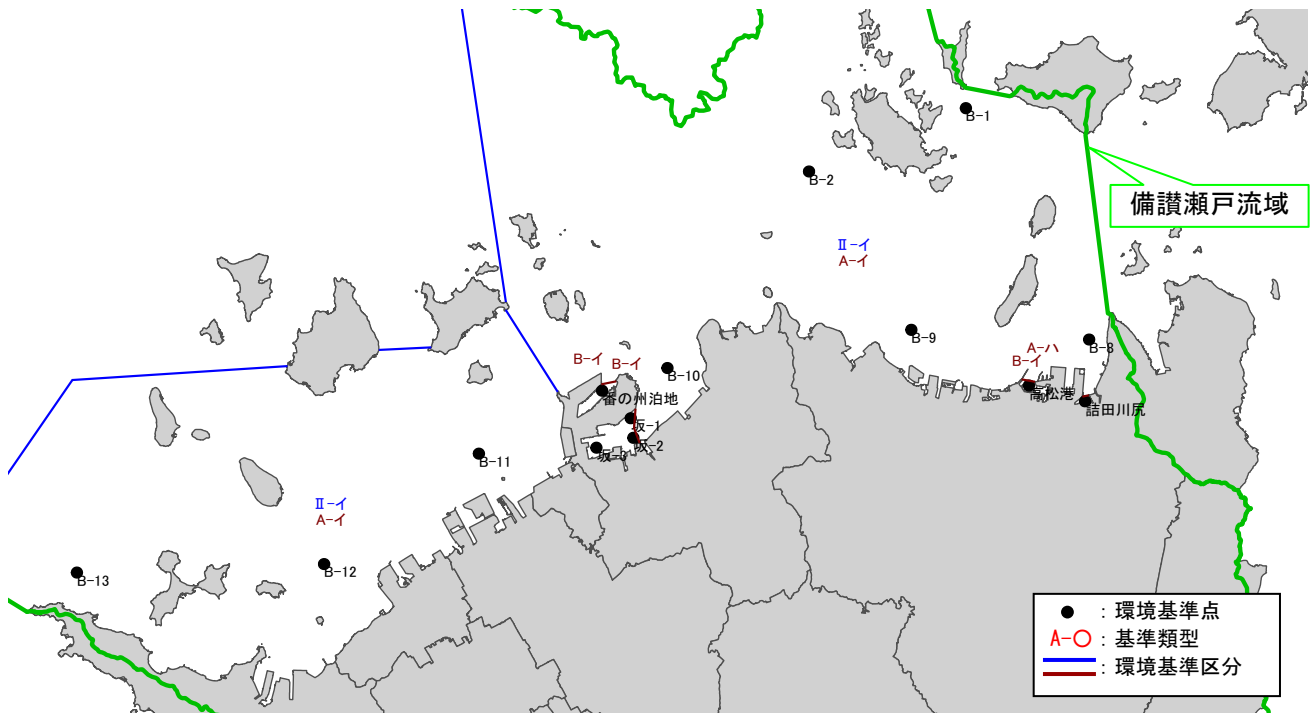 B-1
B-2
備讃瀬戸流域
Ⅱ-イ
A-イ
B-9
B-8
A-ハ
B-イ
高松港
詰田川尻
B-イ
B-イ
B-10
番の州泊地
坂-1
坂-2
坂-3
B-11
Ⅱ-イ
A-イ
B-12
B-13
：環境基準点
A-〇：基準類型
：環境基準区分